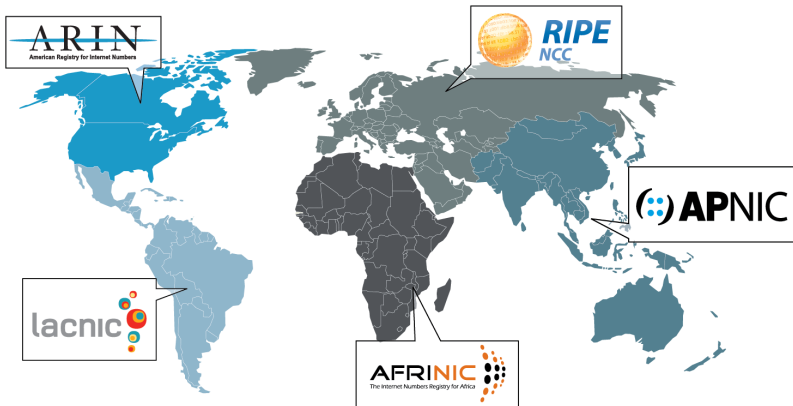 ARIN
American Registry for Internet Numbers
RIPE
NCC
APNIC
lacnic
AFRINIC
The Internet Numbers Registry for Africa